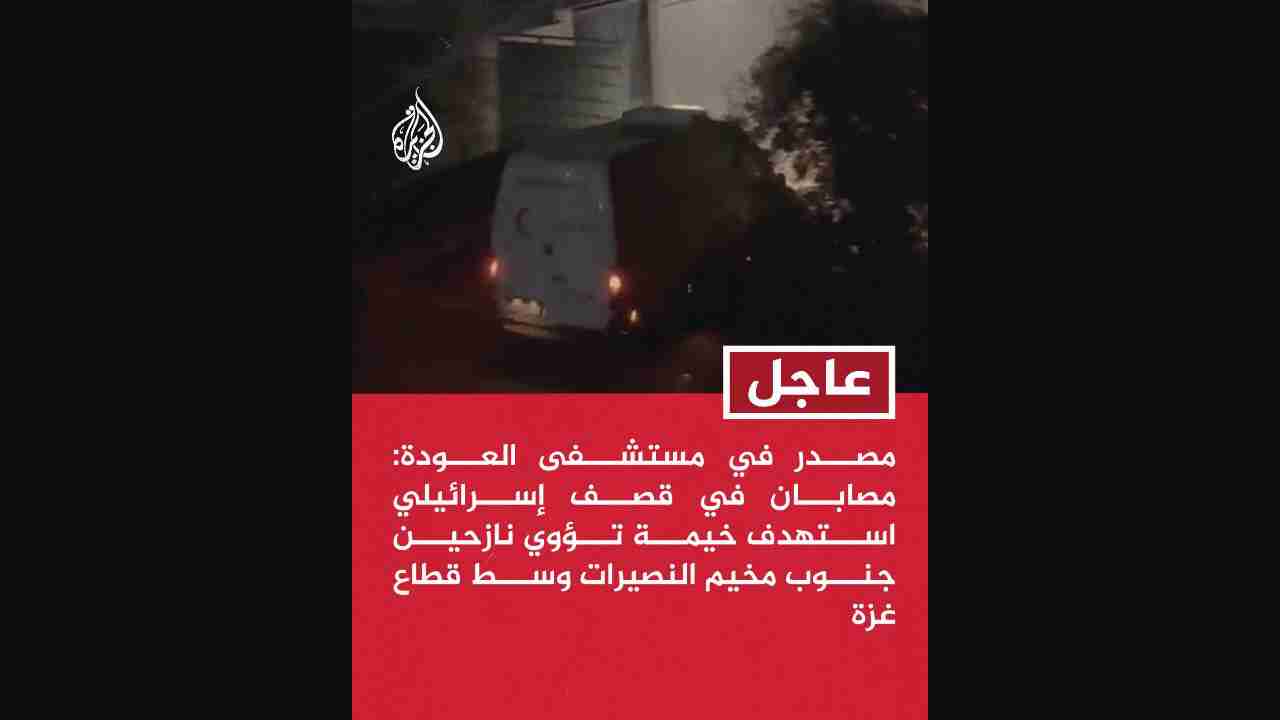 الجزيرة
عاجل
مصدر في مستشفى العودة:
مصابان في قصف إسرائيلي
استهدف خيمة تؤوي نازحين
جنوب مخيم النصيرات وسط قطاع
غزة